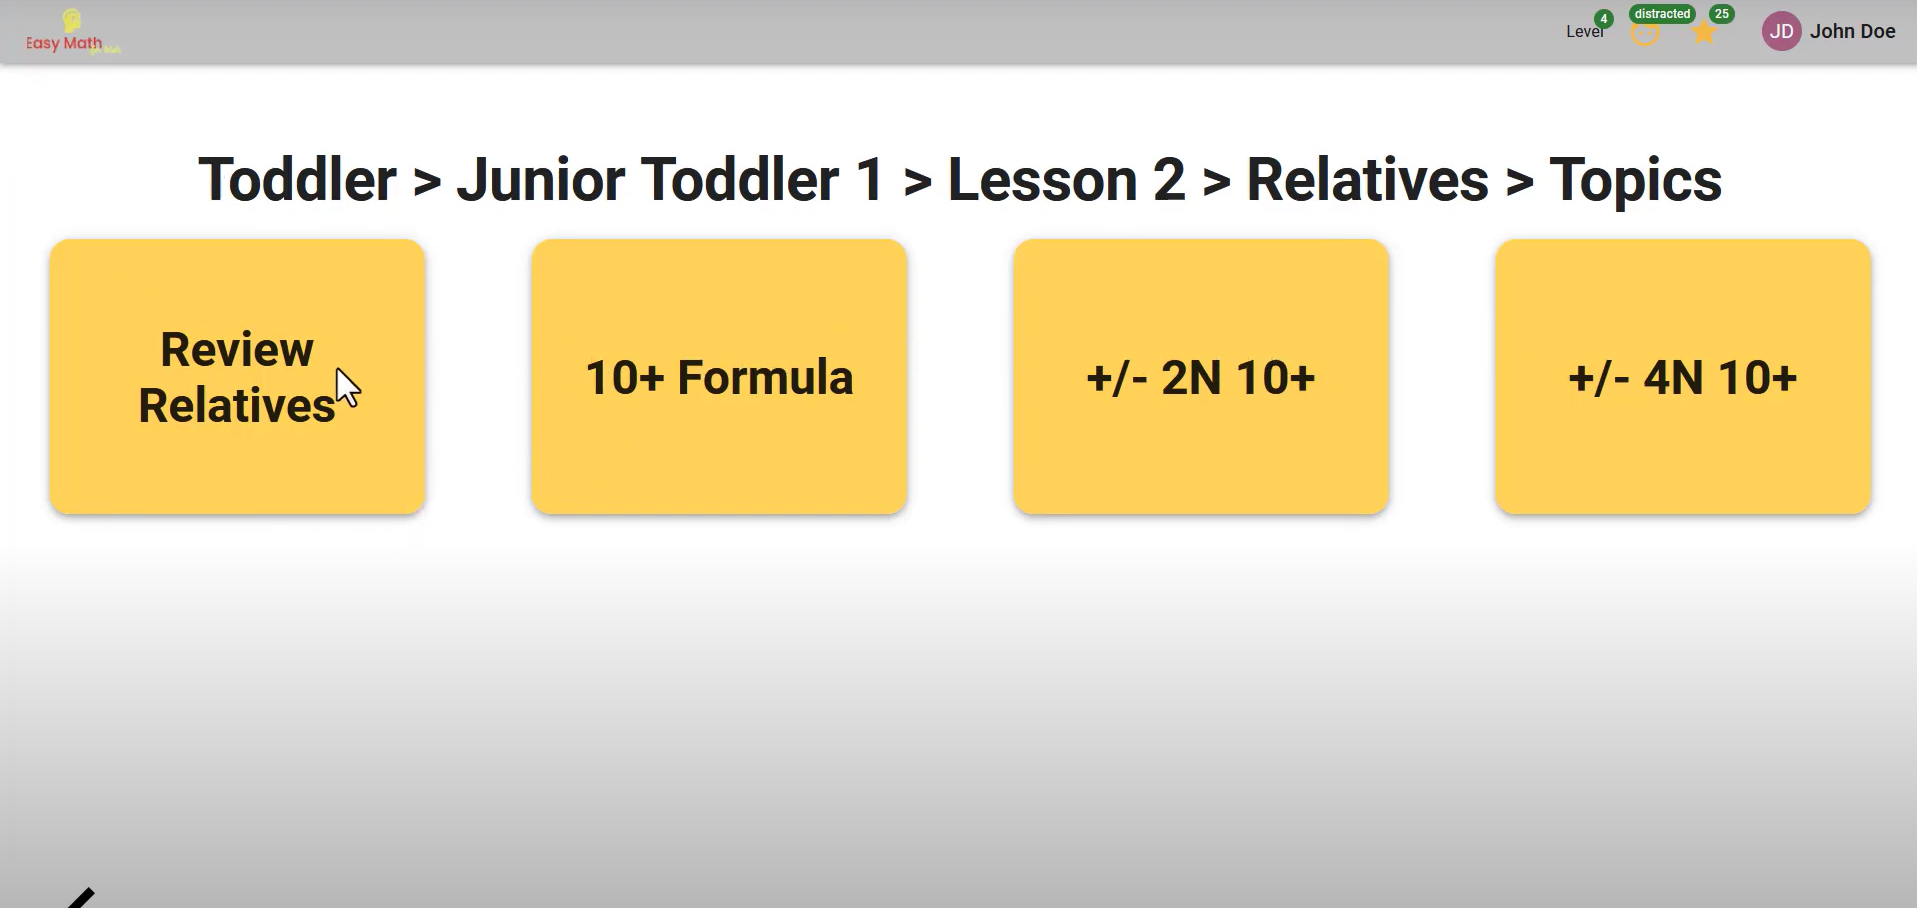 Easy Math
Level
4
distracted
25
JD
John Doe
Toddler > Junior Toddler 1 > Lesson 2 > Relatives > Topics
Review
Relatives
10+ Formula
+/- 2N 10+
+/- 4N 10+